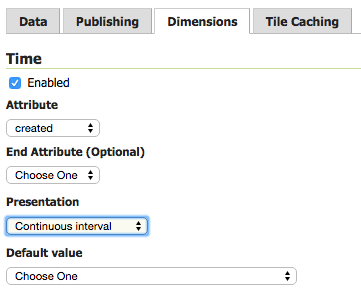 Data Publishing Dimensions Tile Caching
Time
Enabled
Attribute
created
End Attribute (Optional)
Choose One
Presentation
Continuous interval
Default value
Choose One